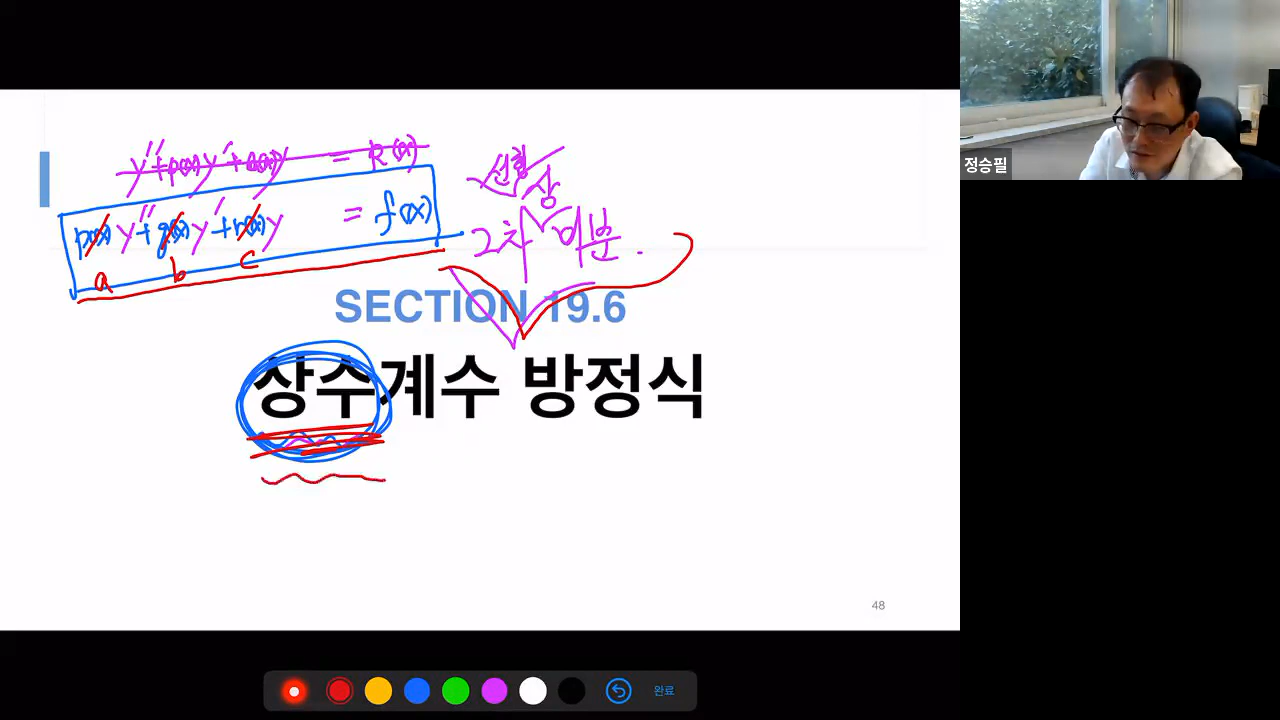 y'' + p(x)y' + Q(x)y = R(x)
p(x)y'' + q(x)y' + r(x)y = f(x)
a b c
선형
상
2차 미분.
SECTION 19.6
상수계수 방정식
48
정승필
완료